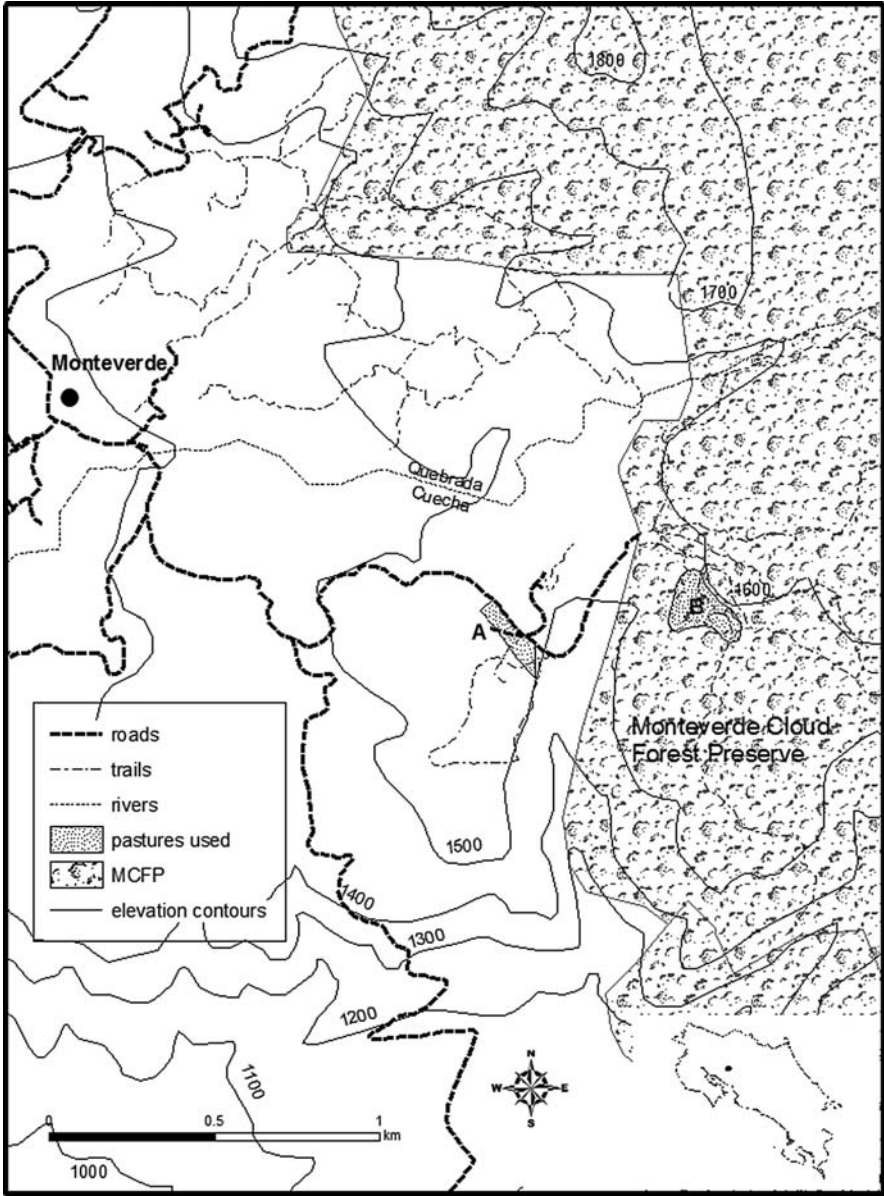 1800
1700
Monteverde
Quebrada
Cuecha
1600
A
B
Monteverde Cloud
Forest Preserve
roads
trails
rivers
pastures used
MCFP
elevation contours
1500
1400
1300
1200
1100
1000
N
W
E
S
0
0.5
1
km